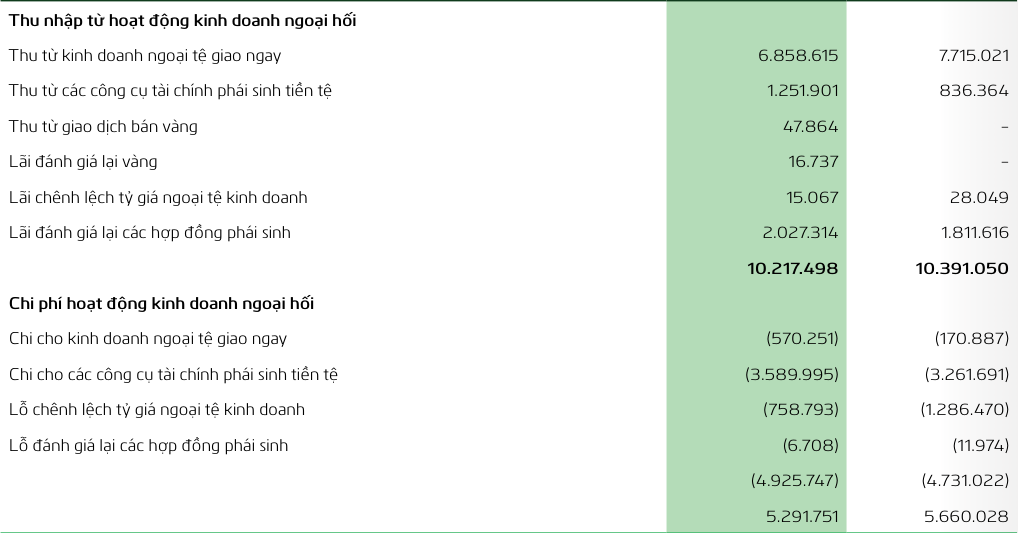 Thu nhập từ hoạt động kinh doanh ngoại hối
Thu từ kinh doanh ngoại tệ giao ngay 6.858.615 7.715.021
Thu từ các công cụ tài chính phái sinh tiền tệ 1.251.901 836.364
Thu từ giao dịch bán vàng 47.864 –
Lãi đánh giá lại vàng 16.737 –
Lãi chênh lệch tỷ giá ngoại tệ kinh doanh 15.067 28.049
Lãi đánh giá lại các hợp đồng phái sinh 2.027.314 1.811.616
10.217.498 10.391.050
Chi phí hoạt động kinh doanh ngoại hối
Chi cho kinh doanh ngoại tệ giao ngay (570.251) (170.887)
Chi cho các công cụ tài chính phái sinh tiền tệ (3.589.995) (3.261.691)
Lỗ chênh lệch tỷ giá ngoại tệ kinh doanh (758.793) (1.286.470)
Lỗ đánh giá lại các hợp đồng phái sinh (6.708) (11.974)
(4.925.747) (4.731.022)
5.291.751 5.660.028